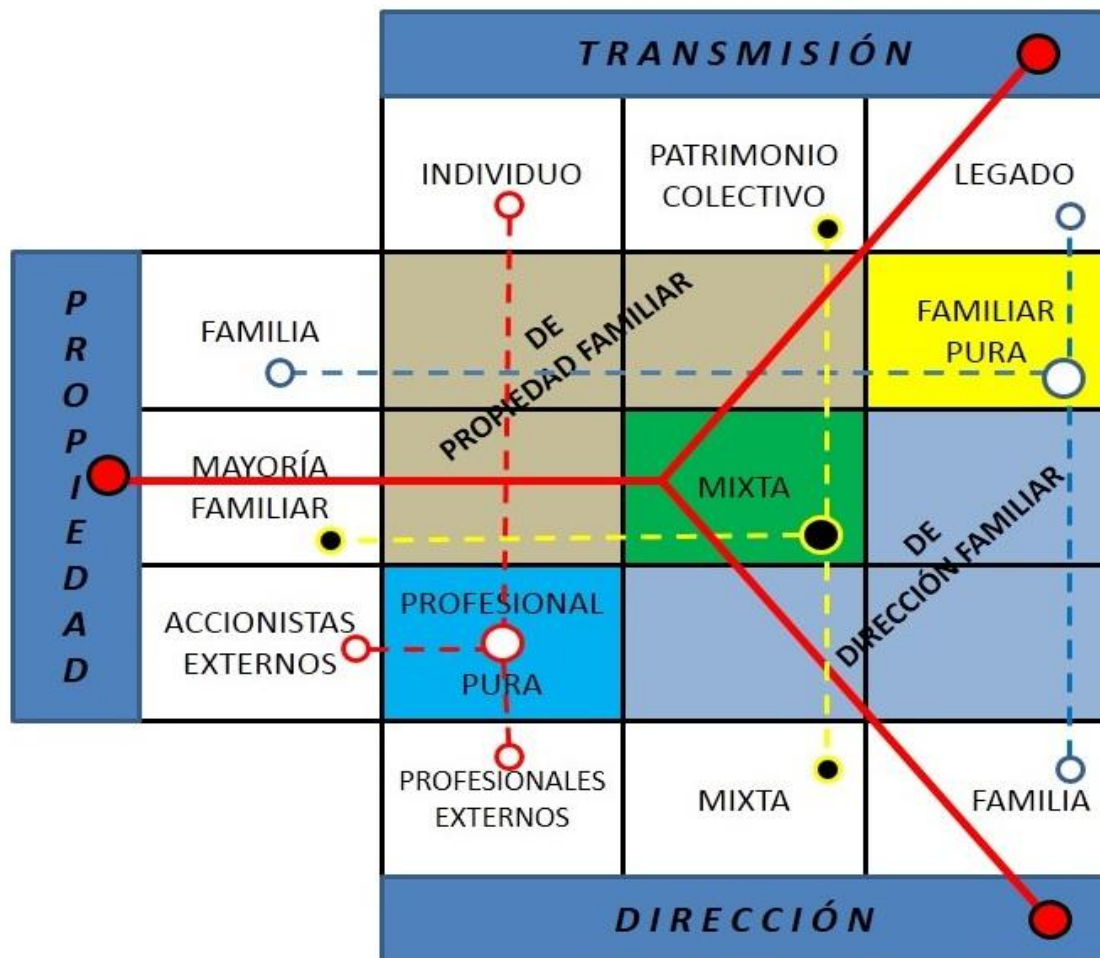 TRANSMISIÓN
INDIVIDUO
PATRIMONIO
COLECTIVO
LEGADO
PROPIEDAD
FAMILIA
DE
PROPIEDAD FAMILIAR
FAMILIAR
PURA
MAYORÍA
FAMILIAR
MIXTA
DE
DIRECCIÓN FAMILIAR
ACCIONISTAS
EXTERNOS
PROFESIONAL
PURA
PROFESIONALES
EXTERNOS
MIXTA
FAMILIA
DIRECCIÓN